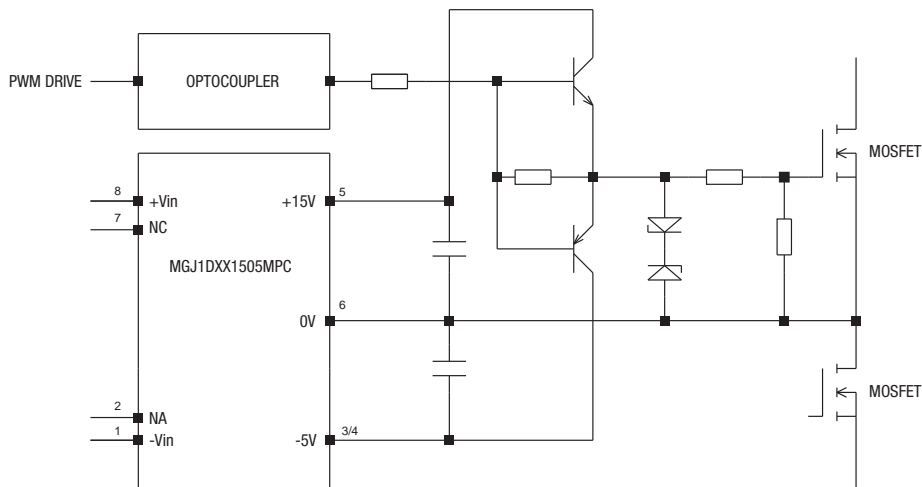 PWM DRIVE
OPTOCOUPLER
MOSFET
8
+Vin
+15V
5
7
NC
MGJ1DXX1505MPC
6
0V
MOSFET
2
NA
1
-Vin
-5V
3/4